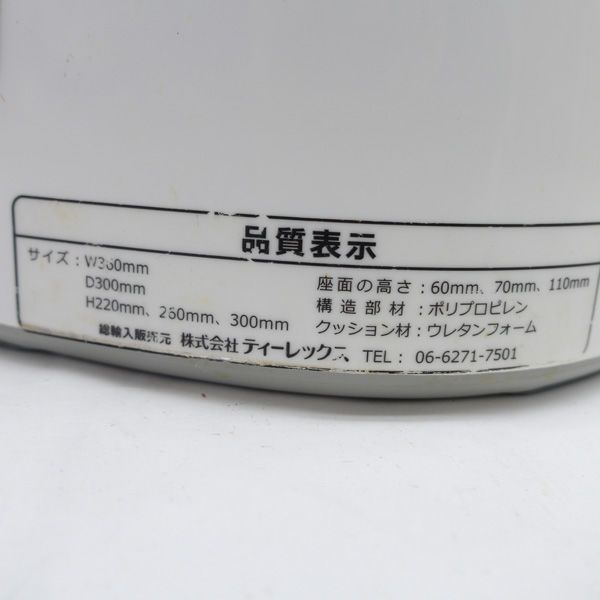 品質表示
サイズ：W360mm
D300mm
H220mm、260mm、300mm
座面の高さ：60mm、70mm、110mm
構造部材：ポリプロピレン
クッション材：ウレタンフォーム
総輸入販売元 株式会社ティーレックス TEL： 06-6271-7501